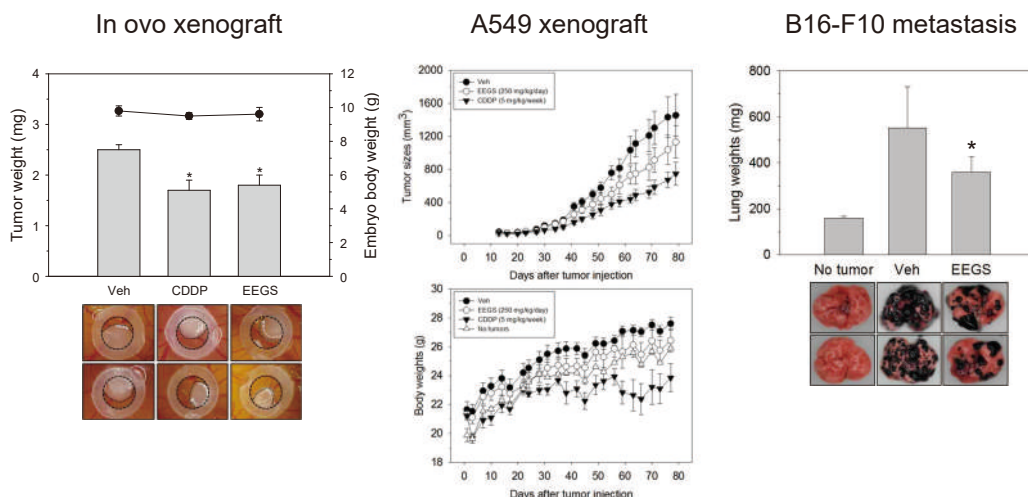 In ovo xenograft
Tumor weight (mg)
4
3
2
1
0
12
10
8
6
4
2
0
Embryo body weight (g)
*
*
Veh CDDP EEGS
A549 xenograft
Tumor sizes (mm³)
2000
1600
1200
800
400
0
Veh
EEGS (250 mg/kg/day)
CDDP (5 mg/kg/week)
0 10 20 30 40 50 60 70 80
Days after tumor injection
Body weights (g)
30
28
26
24
22
20
18
Veh
EEGS (250 mg/kg/day)
CDDP (5 mg/kg/week)
No tumors
0 10 20 30 40 50 60 70 80
Days after tumor injection
B16-F10 metastasis
Lung weights (mg)
800
600
400
200
0
*
No tumor Veh EEGS